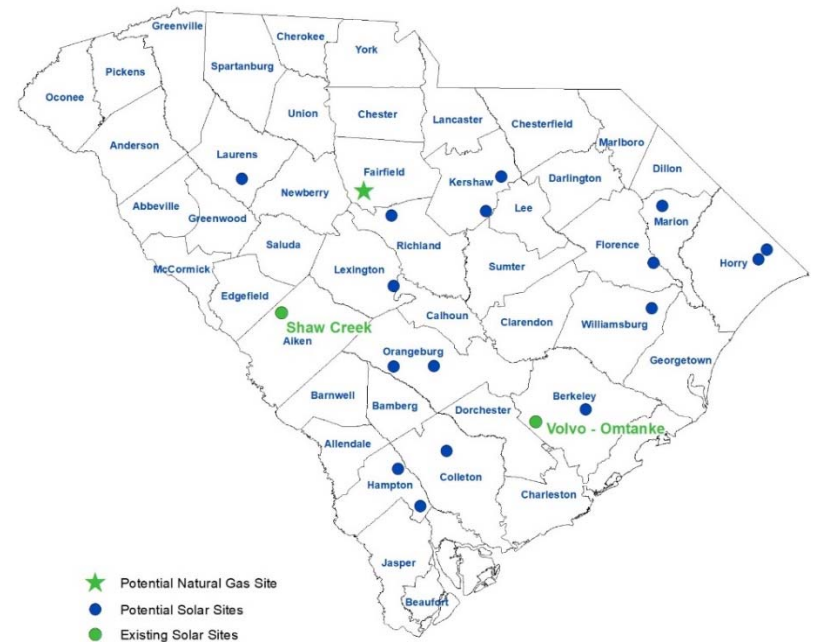 Greenville
Cherokee
York
Spartanburg
Pickens
Oconee
Union
Chester
Lancaster
Chesterfield
Marlboro
Anderson
Laurens
Fairfield
Dillon
Kershaw
Darlington
Newberry
Abbeville
Greenwood
Lee
Marion
Saluda
Richland
Florence
Horry
McCormick
Lexington
Sumter
Edgefield
Shaw Creek
Aiken
Calhoun
Clarendon
Williamsburg
Orangeburg
Georgetown
Barnwell
Bamberg
Dorchester
Berkeley
Volvo - Omtanke
Allendale
Hampton
Colleton
Charleston
Jasper
Beaufort
Potential Natural Gas Site
Potential Solar Sites
Existing Solar Sites